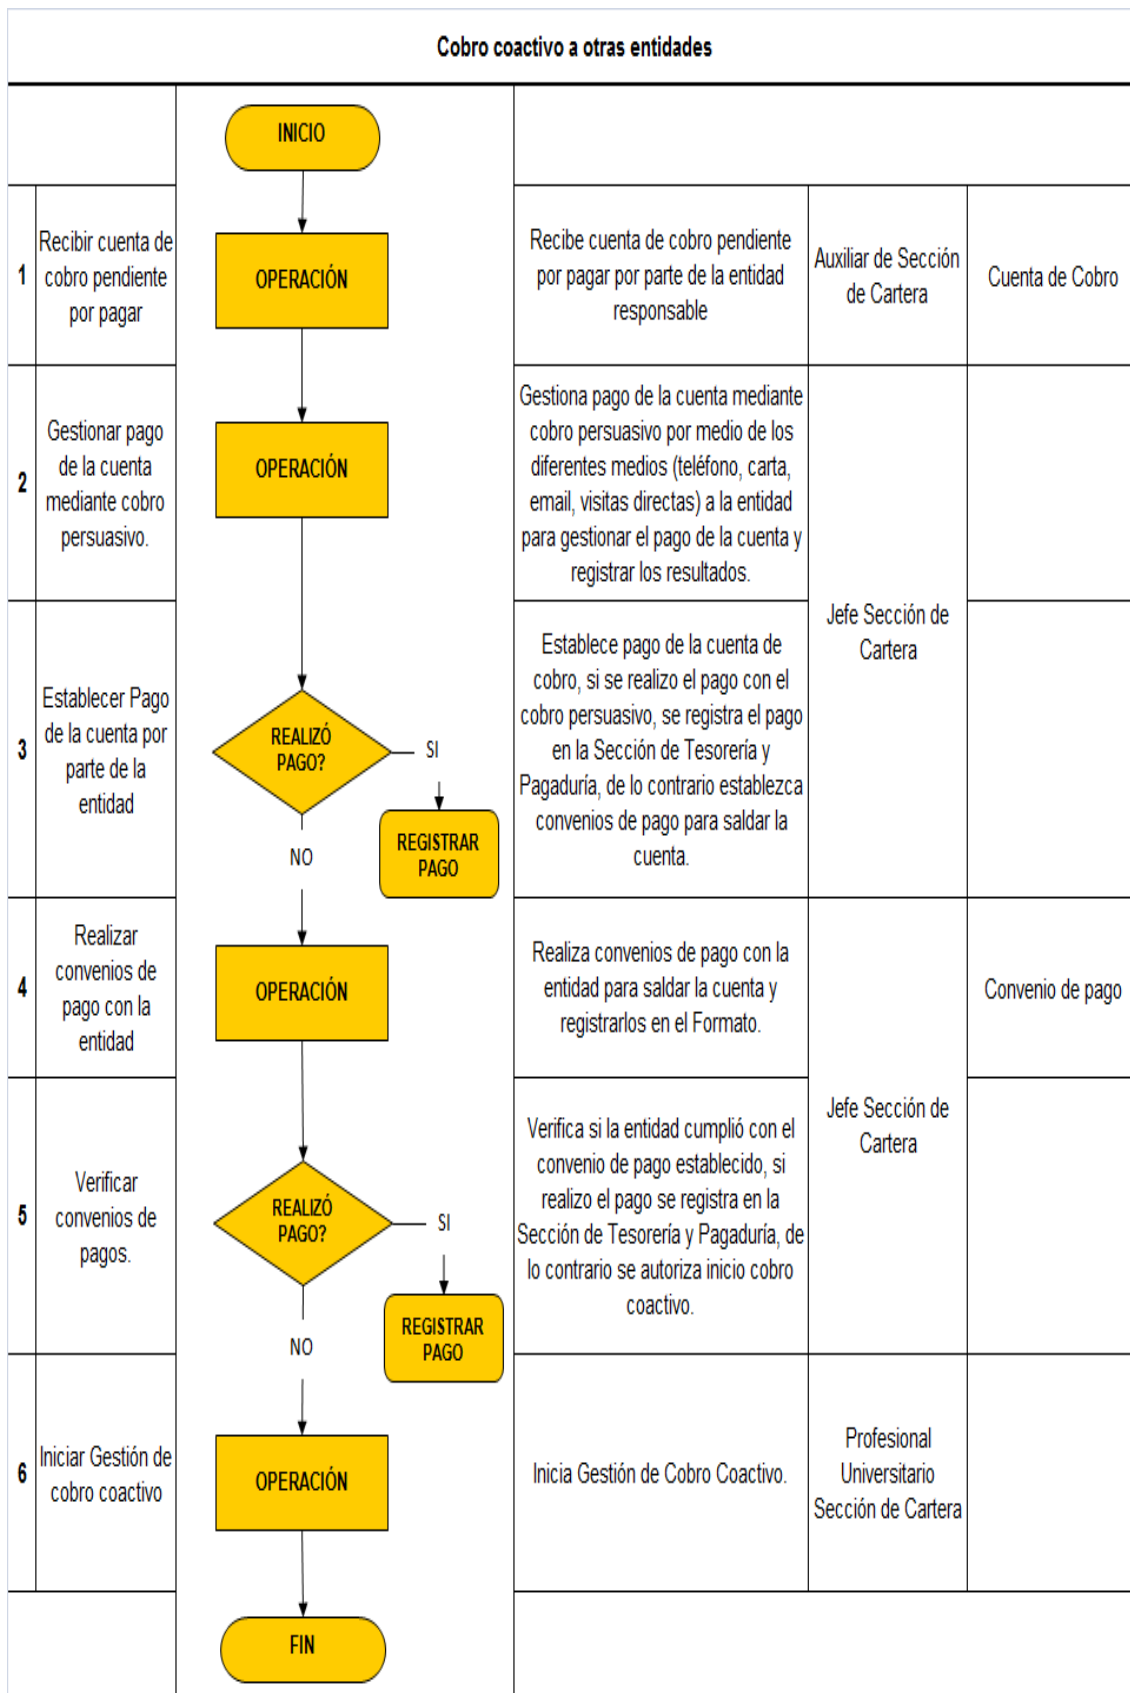 Cobro coactivo a otras entidades
INICIO
1
Recibir cuenta de
cobro pendiente
por pagar
OPERACIÓN
Recibe cuenta de cobro pendiente
por pagar por parte de la entidad
responsable
Auxiliar de Sección
de Cartera
Cuenta de Cobro
2
Gestionar pago
de la cuenta
mediante cobro
persuasivo.
OPERACIÓN
Gestiona pago de la cuenta mediante
cobro persuasivo por medio de los
diferentes medios (teléfono, carta,
email, visitas directas) a la entidad
para gestionar el pago de la cuenta y
registrar los resultados.
Jefe Sección de
Cartera
3
Establecer Pago
de la cuenta por
parte de la
entidad
REALIZÓ
PAGO?
SI
REGISTRAR
PAGO
NO
Establece pago de la cuenta de
cobro, si se realizo el pago con el
cobro persuasivo, se registra el pago
en la Sección de Tesorería y
Pagaduría, de lo contrario establezca
convenios de pago para saldar la
cuenta.
4
Realizar
convenios de
pago con la
entidad
OPERACIÓN
Realiza convenios de pago con la
entidad para saldar la cuenta y
registrarlos en el Formato.
Jefe Sección de
Cartera
Convenio de pago
5
Verificar
convenios de
pagos.
REALIZÓ
PAGO?
SI
REGISTRAR
PAGO
NO
Verifica si la entidad cumplió con el
convenio de pago establecido, si
realizo el pago se registra en la
Sección de Tesorería y Pagaduría, de
lo contrario se autoriza inicio cobro
coactivo.
6
Iniciar Gestión de
cobro coactivo
OPERACIÓN
Inicia Gestión de Cobro Coactivo.
Profesional
Universitario
Sección de Cartera
FIN